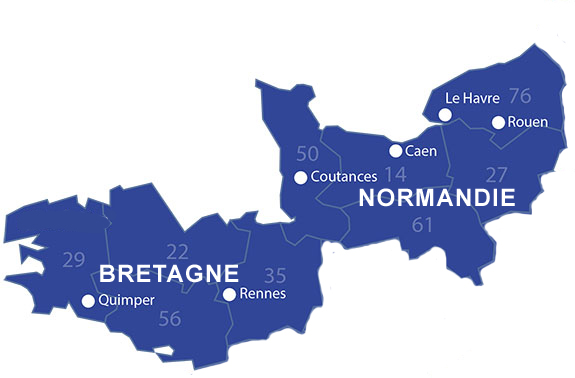 76
Le Havre
Rouen
50
Caen
Coutances
14
27
NORMANDIE
61
29
22
BRETAGNE
35
Quimper
Rennes
56